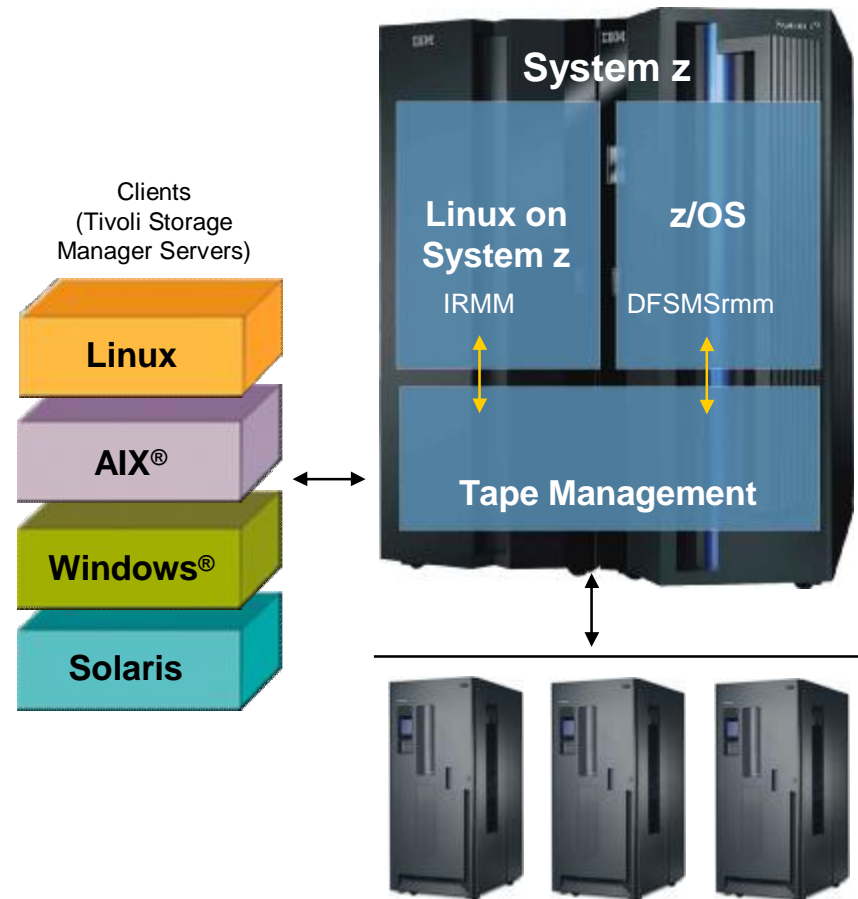 IBM
IBM
System z
Clients
(Tivoli Storage
Manager Servers)
Linux on
System z
z/OS
IRMM
DFSMSrmm
Linux
AIX®
Windows®
Solaris
Tape Management